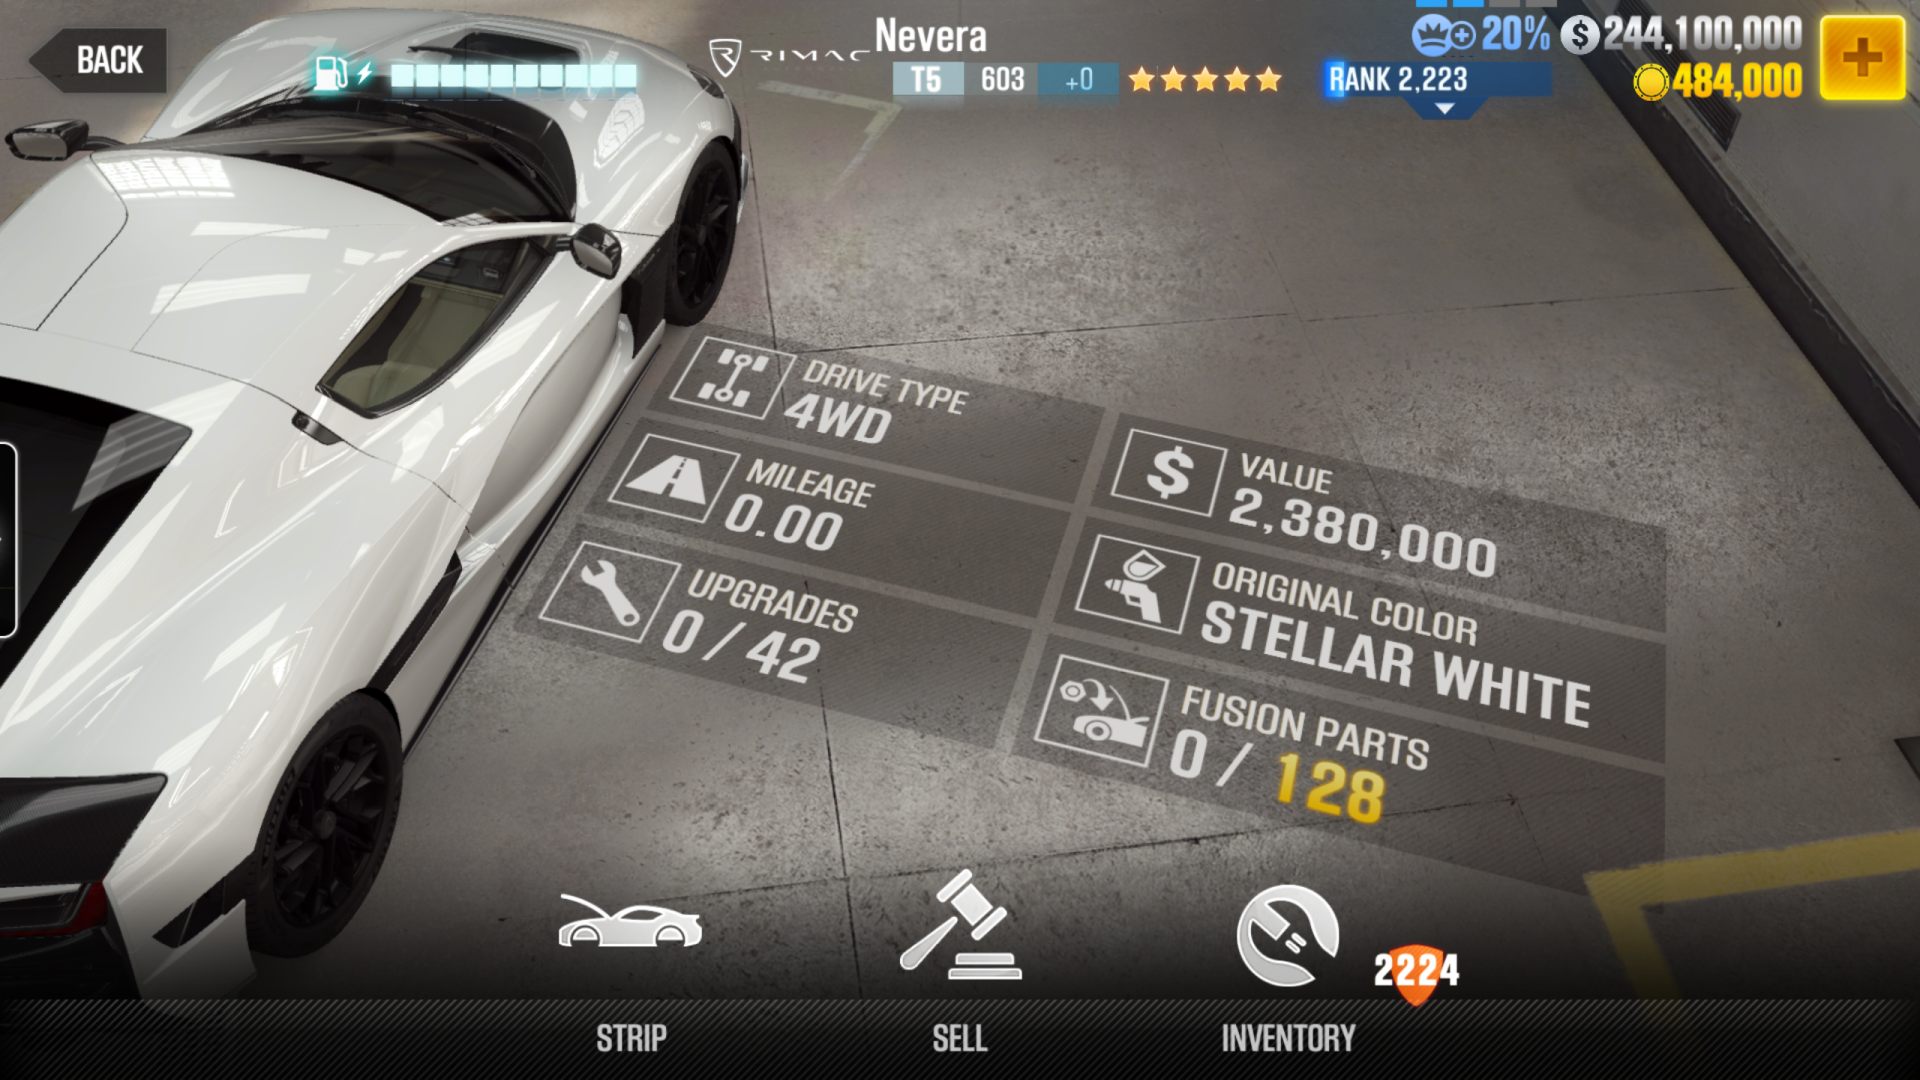 BACK
RIMAC Nevera
T5 603 +0
20%
244,100,000
RANK 2,223
484,000
DRIVE TYPE
4WD
MILEAGE
0.00
UPGRADES
0 / 42
VALUE
2,380,000
ORIGINAL COLOR
STELLAR WHITE
FUSION PARTS
0 / 128
2224
STRIP
SELL
INVENTORY